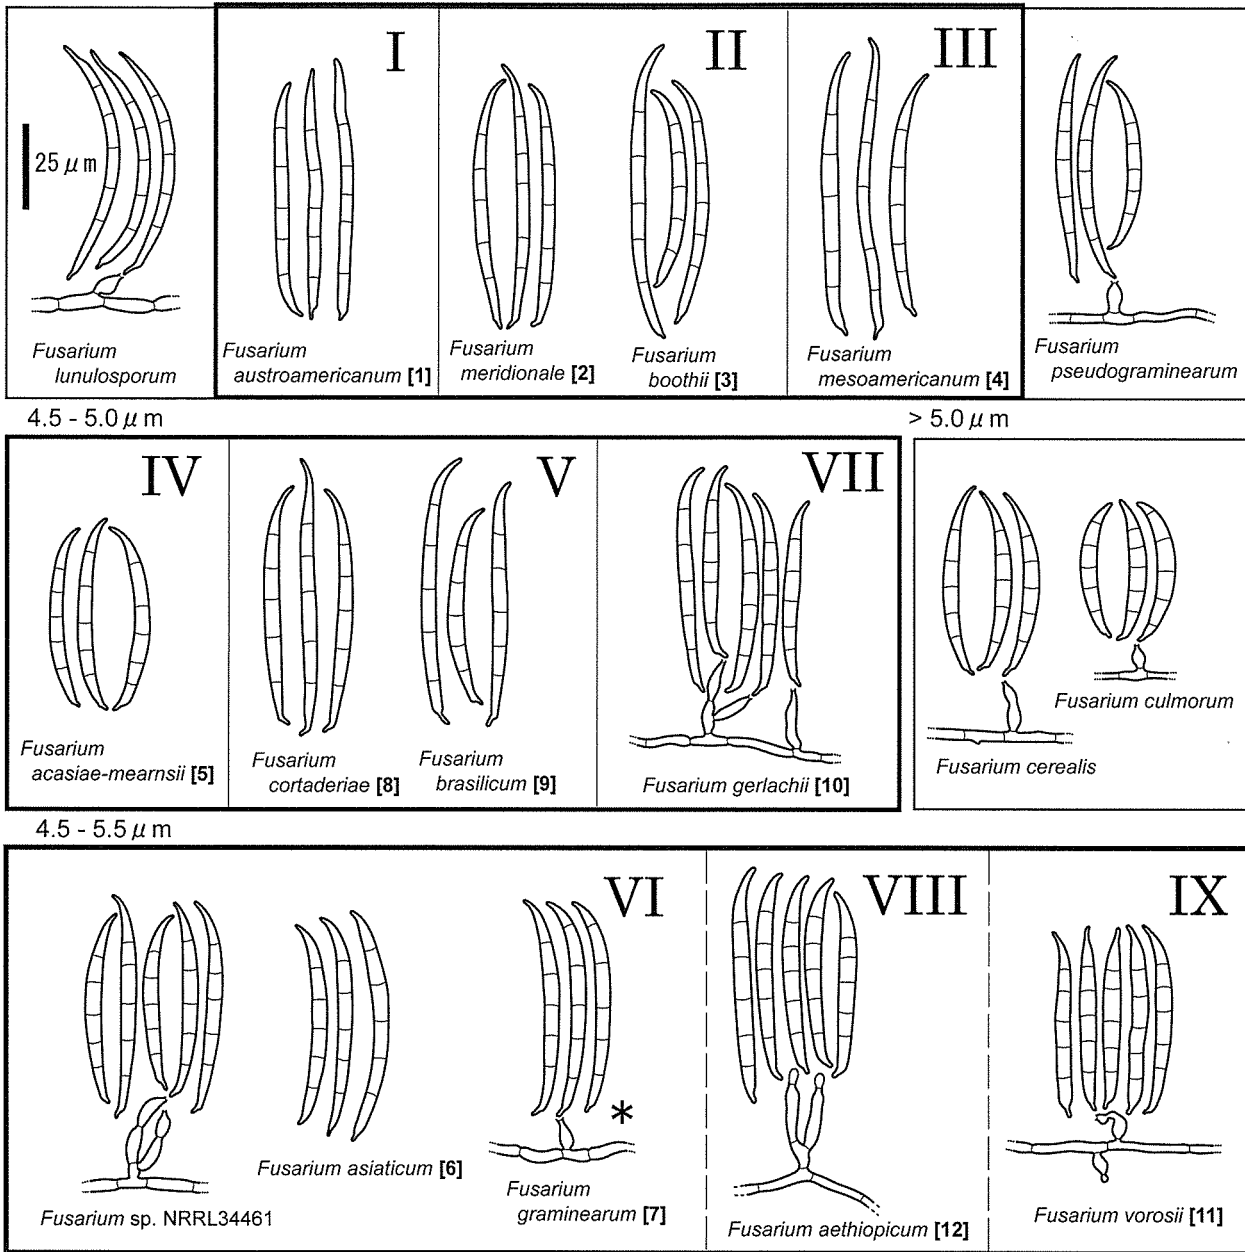 I
II
III
25 μm
Fusarium
lunulosporum
Fusarium
austroamericanum [1]
Fusarium
meridionale [2]
Fusarium
boothii [3]
Fusarium
mesoamericanum [4]
Fusarium
pseudograminearum
4.5 - 5.0 μm
> 5.0 μm
IV
V
VII
Fusarium
acasiae-mearnsii [5]
Fusarium
cortaderiae [8]
Fusarium
brasilicum [9]
Fusarium gerlachii [10]
Fusarium cerealis
Fusarium culmorum
4.5 - 5.5 μm
VI
VIII
IX
Fusarium sp. NRRL34461
Fusarium asiaticum [6]
*
Fusarium
graminearum [7]
Fusarium aethiopicum [12]
Fusarium vorosii [11]